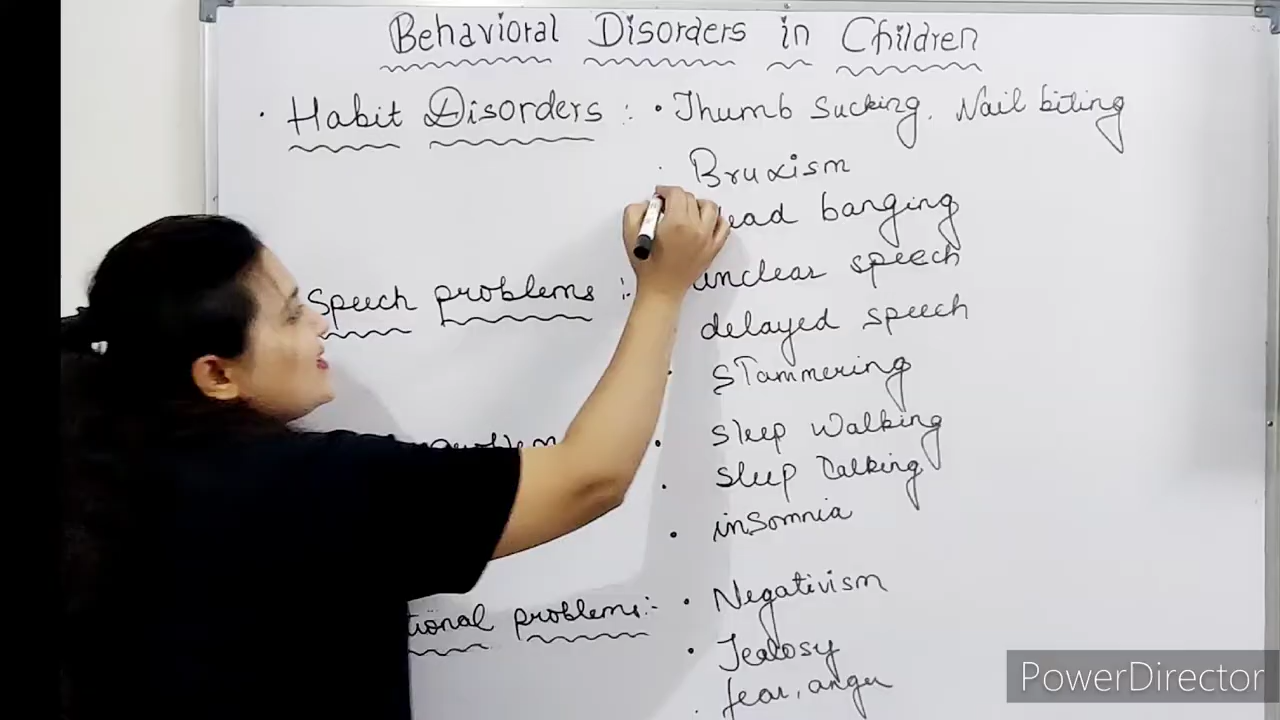 Behavioral Disorders in Children
· Habit Disorders :- • Thumb Sucking, Nail biting
· Bruxism
banging
Speech problems :- unclear speech
delayed speech
• STammering
• Sleep Walking
• Sleep Talking
• insomnia
problems:- • Negativism
• Jealosy
• fear, anger
PowerDirector